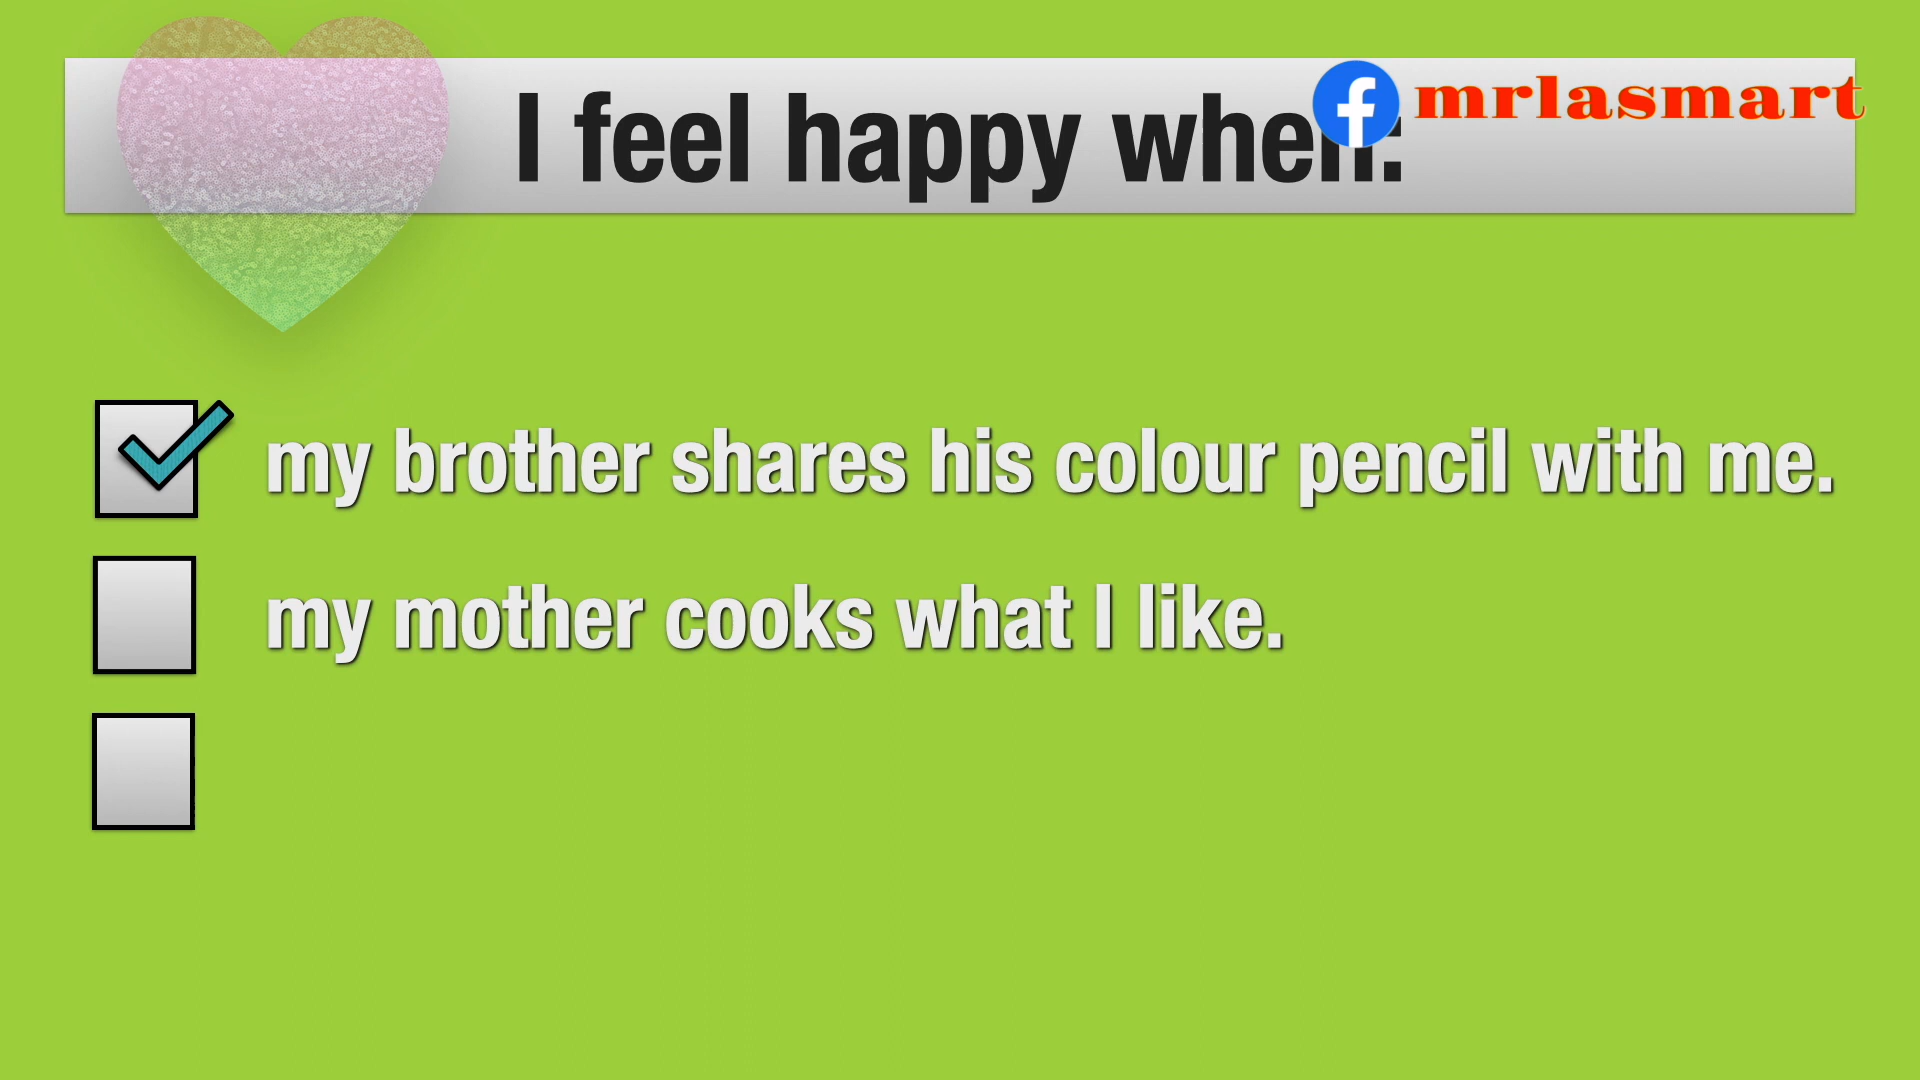 I feel happy when:
mrlasmart
my brother shares his colour pencil with me.
my mother cooks what I like.